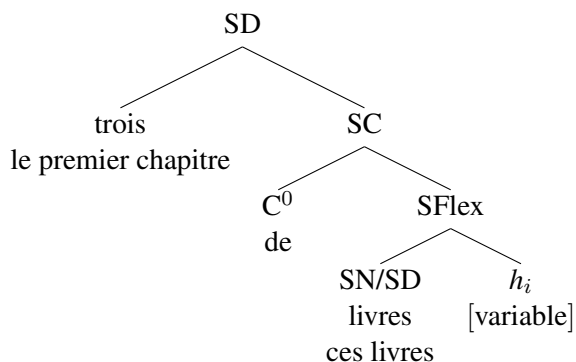 SD
trois SC
le premier chapitre
C⁰ SFlex
de
SN/SD hᵢ
livres [variable]
ces livres